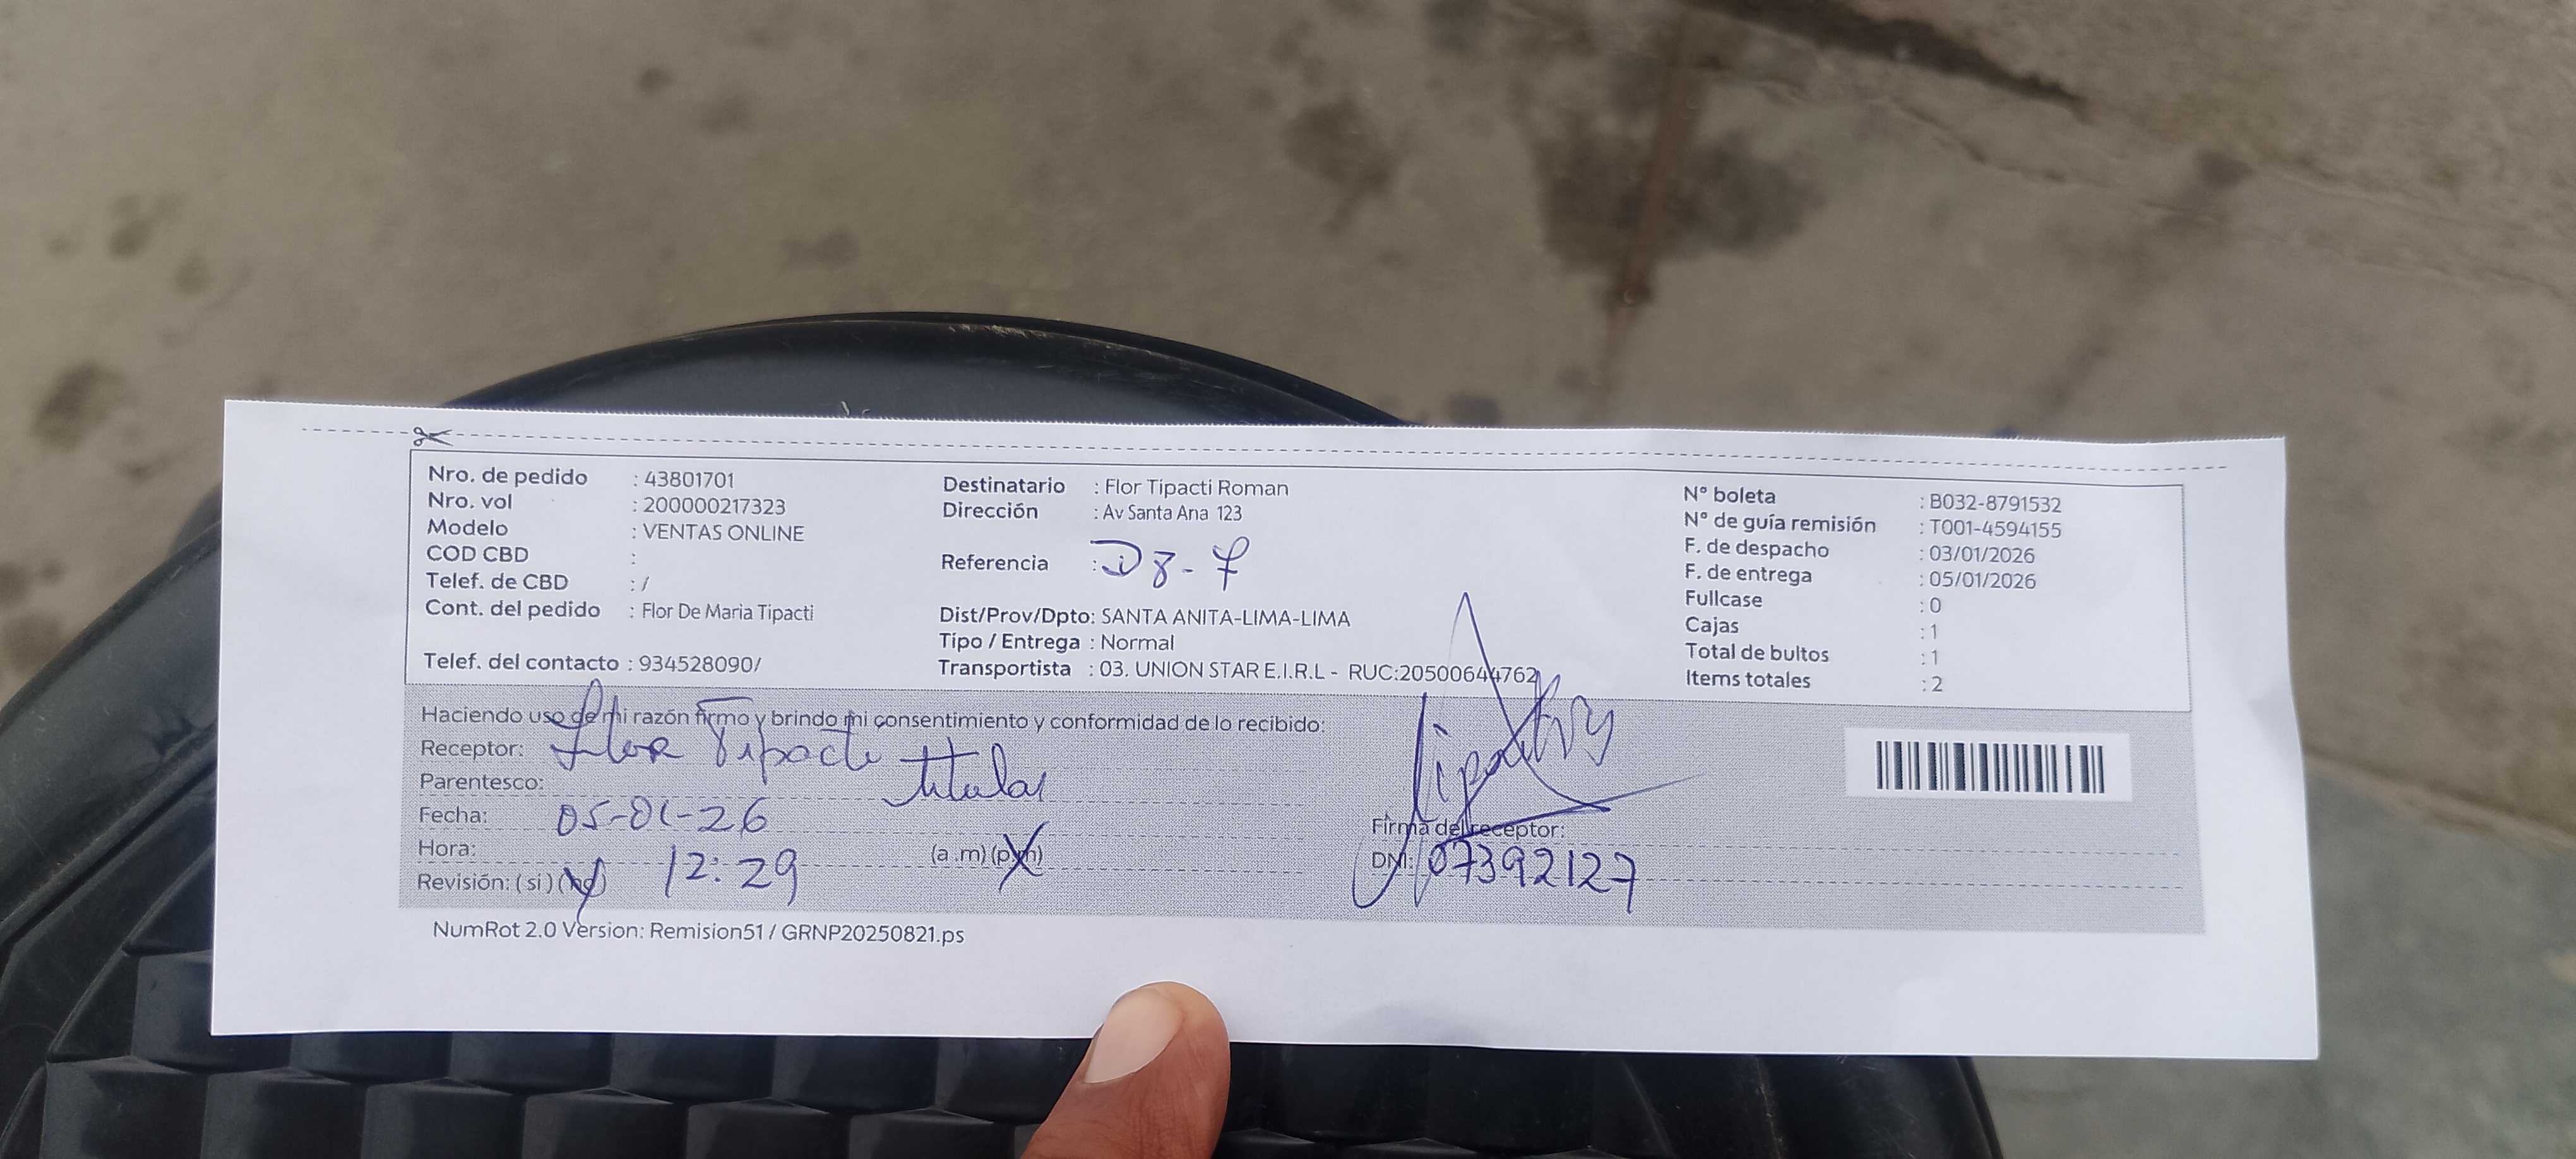 Nro. de pedido : 43801701
Nro. vol : 200000217323
Modelo : VENTAS ONLINE
COD CBD :
Telef. de CBD : /
Cont. del pedido : Flor De Maria Tipacti
Telef. del contacto : 934528090/
Destinatario : Flor Tipacti Roman
Dirección : Av Santa Ana 123
Referencia : D8-7
Dist/Prov/Dpto: SANTA ANITA-LIMA-LIMA
Tipo / Entrega : Normal
Transportista : 03. UNION STAR E.I.R.L - RUC:20500644762
N° boleta : B032-8791532
N° de guía remisión : T001-4594155
F. de despacho : 03/01/2026
F. de entrega : 05/01/2026
Fullcase : 0
Cajas : 1
Total de bultos : 1
Items totales : 2
Haciendo uso de mi razón firmo y brindo mi consentimiento y conformidad de lo recibido:
Receptor: Flor Tipacti
Parentesco: titular
Fecha: 05-01-26
Hora: 12:29 (a.m) (p.m)
Revisión: (si) (no)
Firma del receptor:
DNI: 07392127
NumRot 2.0 Version: Remision51 / GRNP20250821.ps